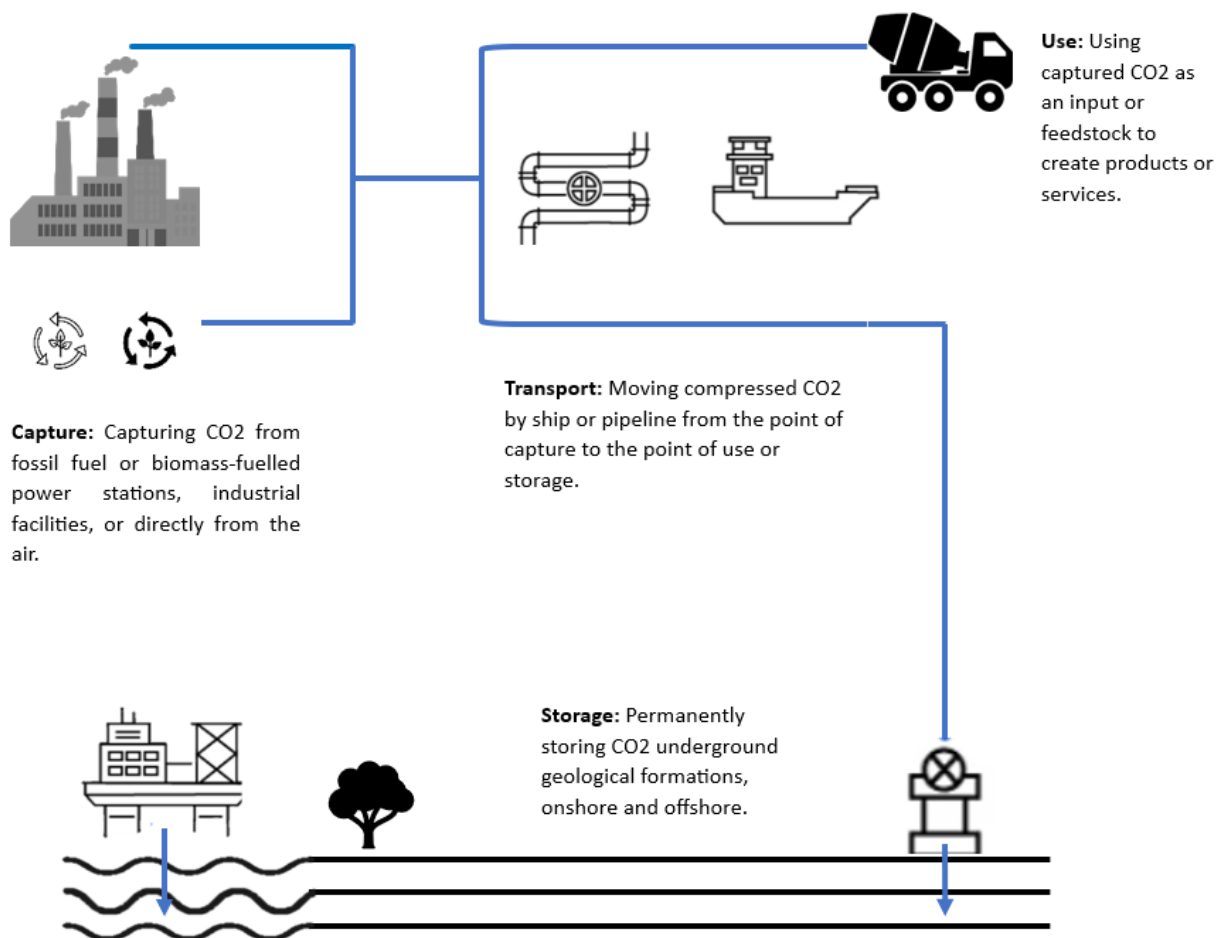 Use: Using
captured CO2 as
an input or
feedstock to
create products or
services.
Transport: Moving compressed CO2
by ship or pipeline from the point of
capture to the point of use or
storage.
Capture: Capturing CO2 from
fossil fuel or biomass-fuelled
power stations, industrial
facilities, or directly from the
air.
Storage: Permanently
storing CO2 underground
geological formations,
onshore and offshore.